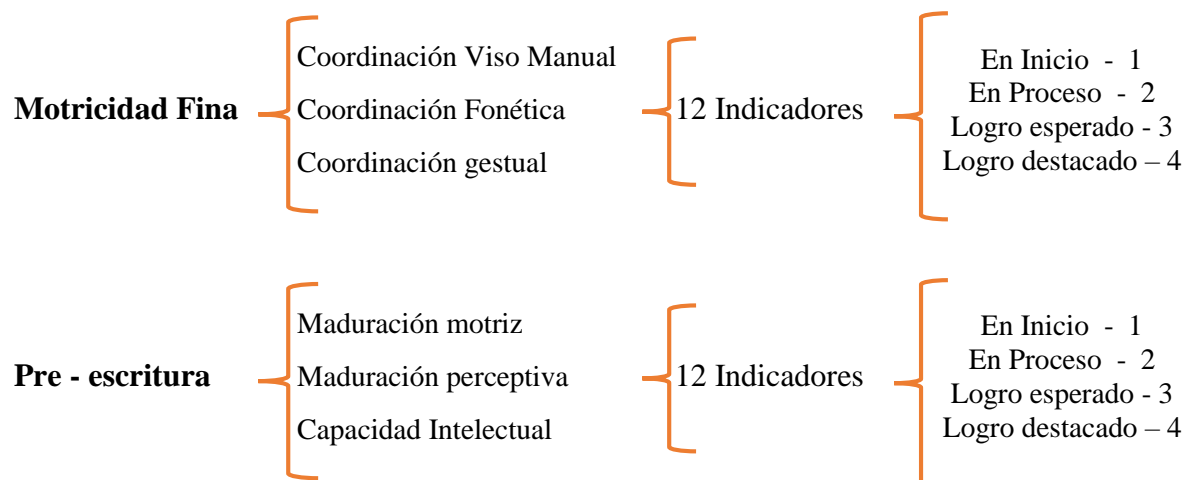 Motricidad Fina
Coordinación Viso Manual
Coordinación Fonética
Coordinación gestual
12 Indicadores
En Inicio - 1
En Proceso - 2
Logro esperado - 3
Logro destacado – 4
Pre - escritura
Maduración motriz
Maduración perceptiva
Capacidad Intelectual
12 Indicadores
En Inicio - 1
En Proceso - 2
Logro esperado - 3
Logro destacado – 4